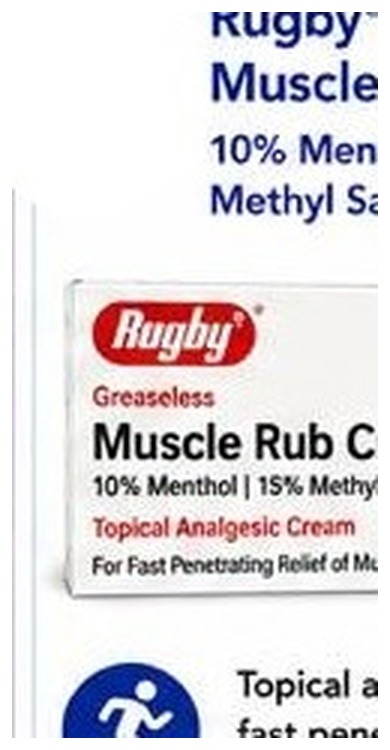 Rugby®
Muscle
10% Men
Methyl Sa
Rugby®
Greaseless
Muscle Rub C
10% Menthol | 15% Methyl
Topical Analgesic Cream
For Fast Penetrating Relief of Mu
Topical a
fast pene